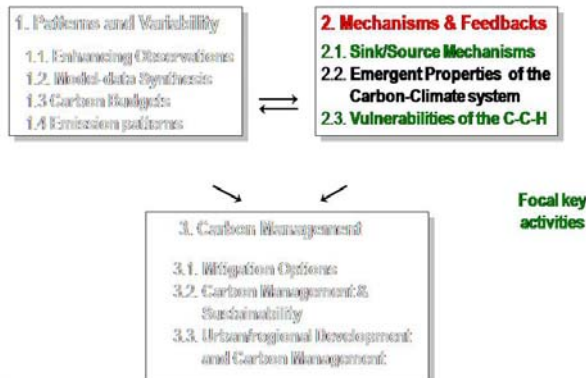 1. Patterns and Variability
1.1. Enhancing Observations
1.2. Model-data Synthesis
1.3 Carbon Budgets
1.4 Emission patterns
2. Mechanisms & Feedbacks
2.1. Sink/Source Mechanisms
2.2. Emergent Properties of the
Carbon-Climate system
2.3. Vulnerabilities of the C-C-H
Focal key
activities
3. Carbon Management
3.1. Mitigation Options
3.2. Carbon Management &
Sustainability
3.3. Urban/regional Development
and Carbon Management